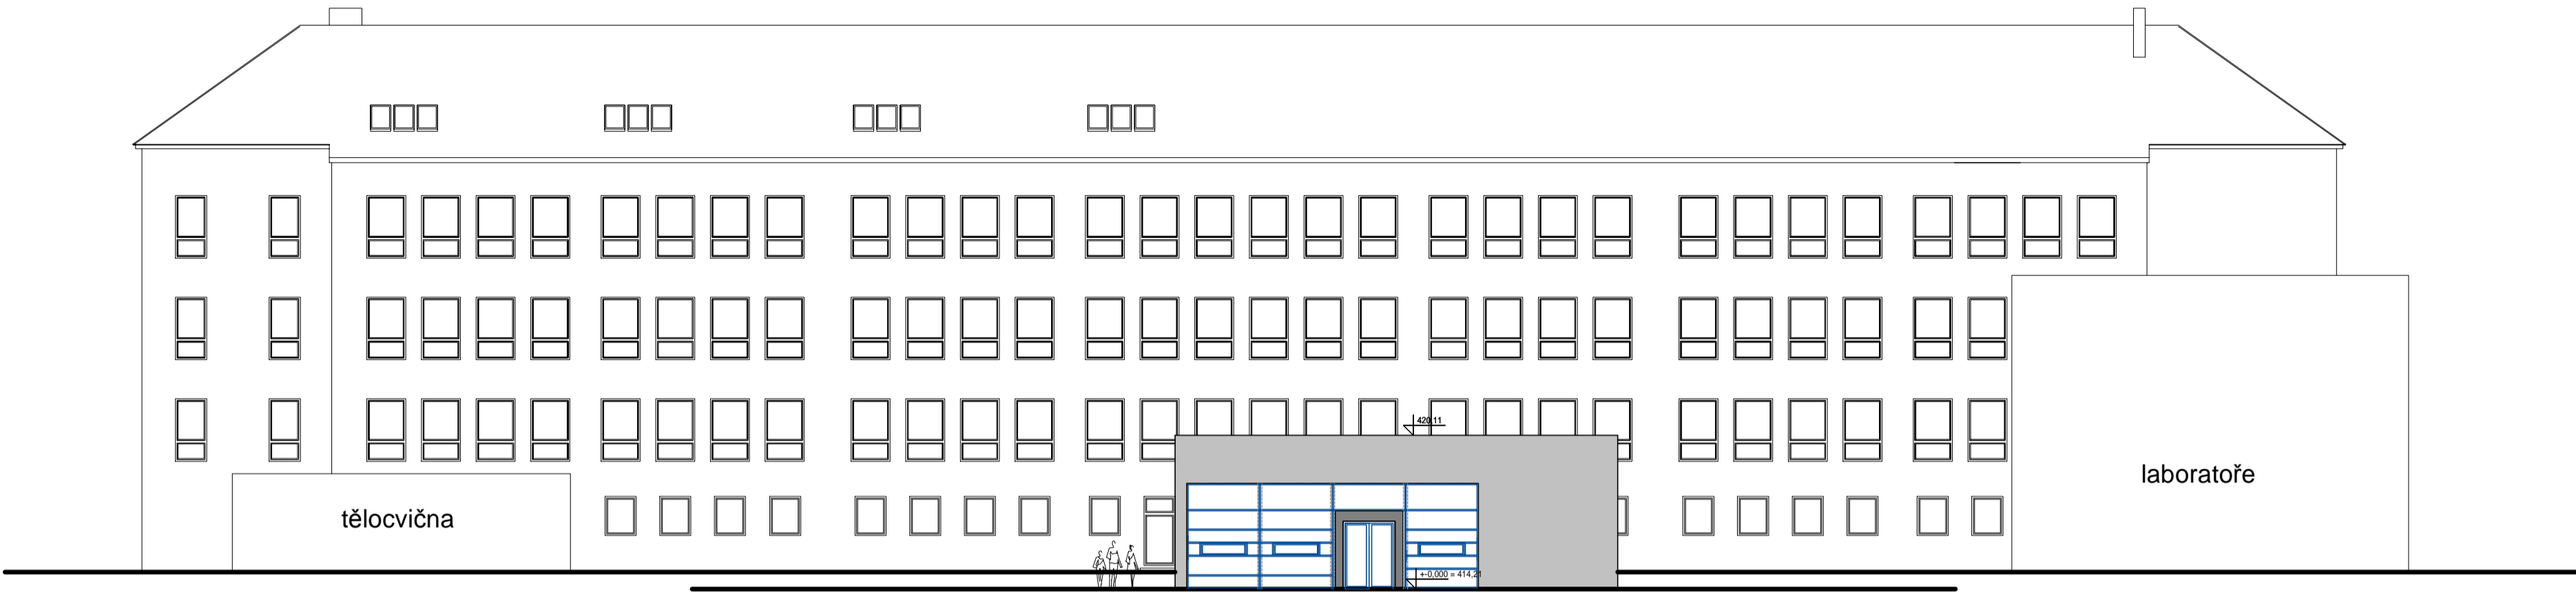 420,11
laboratoře
tělocvična
+-0,000 = 414,21